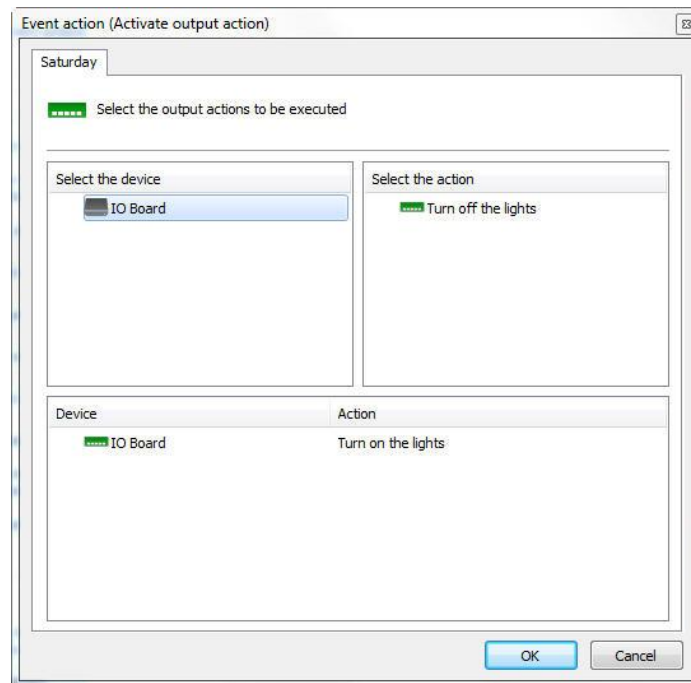 Event action (Activate output action)
Saturday
Select the output actions to be executed
Select the device
Select the action
IO Board
Turn off the lights
Device
Action
IO Board
Turn on the lights
OK
Cancel